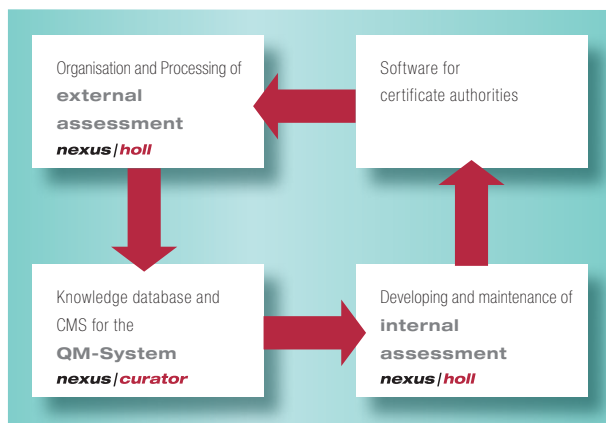 Organisation and Processing of
external
assessment
nexus|holl
Software for
certificate authorities
Knowledge database and
CMS for the
QM-System
nexus|curator
Developing and maintenance of
internal
assessment
nexus|holl